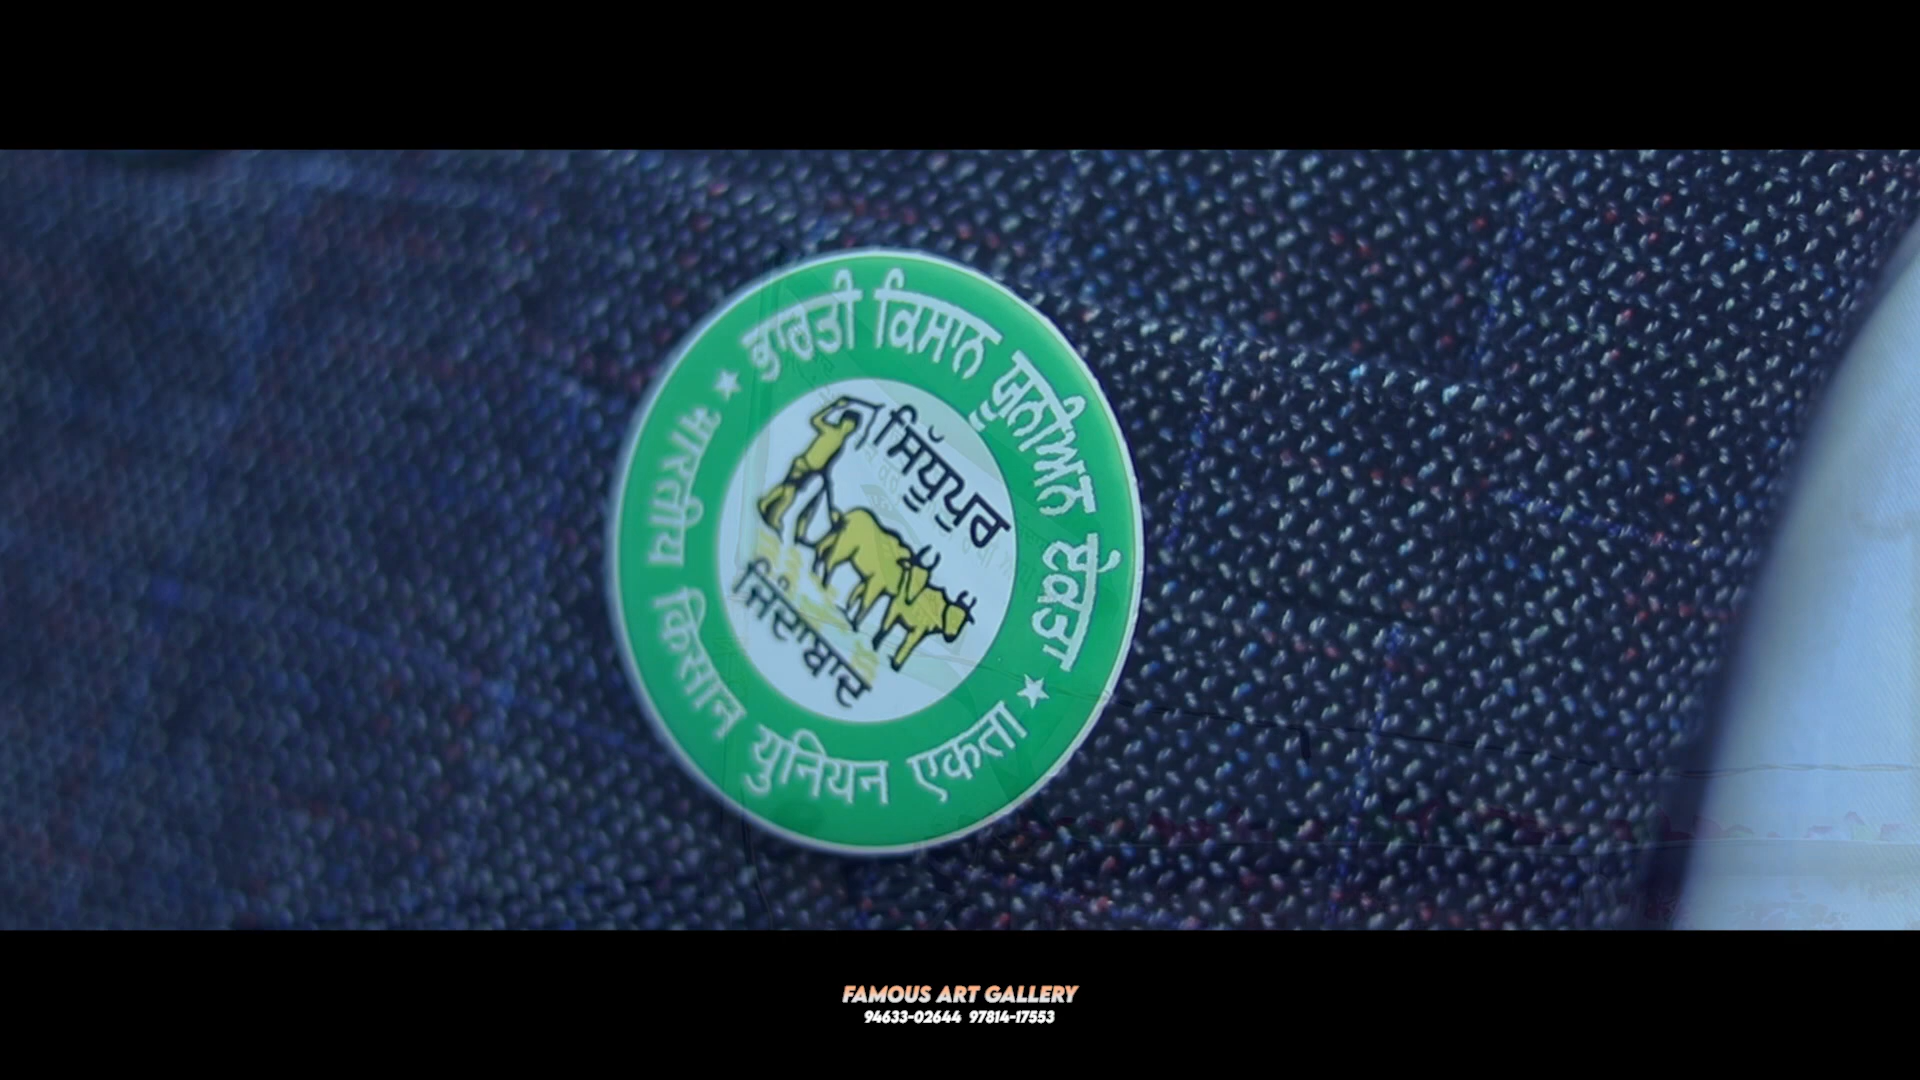 ਭਾਰਤੀ ਕਿਸਾਨ ਯੂਨੀਅਨ ਏਕਤਾ
ਸਿੱਧੂਪੁਰ
ਜਿੰਦਾਬਾਦ
भारतीय किसान युनियन एकता
FAMOUS ART GALLERY
94633-02644 97814-17553